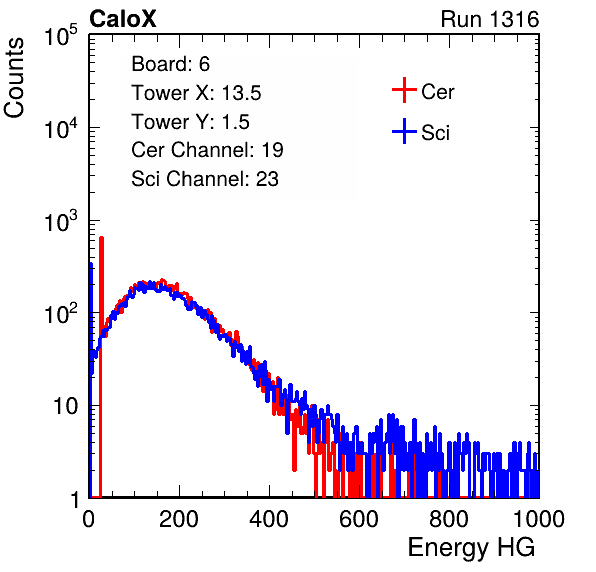 CaloX Run 1316
Counts
Board: 6
Tower X: 13.5
Tower Y: 1.5
Cer Channel: 19
Sci Channel: 23
Cer
Sci
10^5
10^4
10^3
10^2
10
1
0 200 400 600 800 1000
Energy HG